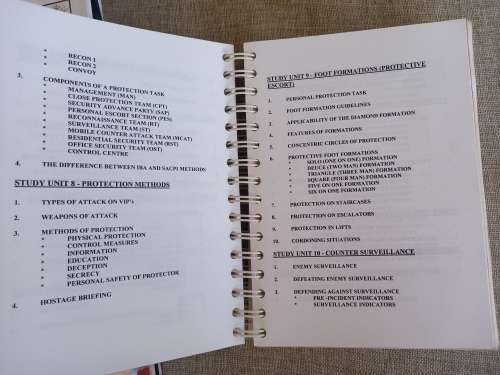 * RECON 1
* RECON 2
* CONVOY
3. COMPONENTS OF A PROTECTION TASK
* MANAGEMENT (MAN)
* CLOSE PROTECTION TEAM (CPT)
* SECURITY ADVANCE PARTY (SAP)
* PERSONAL ESCORT SECTION (PES)
* RECONNAISSANCE TEAM (RT)
* SURVEILLANCE TEAM (ST)
* MOBILE COUNTER ATTACK TEAM (MCAT)
* RESIDENTIAL SECURITY TEAM (RST)
* OFFICE SECURITY TEAM (OST)
* CONTROL CENTRE
4. THE DIFFERENCE BETWEEN IBA AND SACPI METHODS
STUDY UNIT 8 - PROTECTION METHODS
1. TYPES OF ATTACK ON VIP's
2. WEAPONS OF ATTACK
3. METHODS OF PROTECTION
* PHYSICAL PROTECTION
* CONTROL MEASURES
* INFORMATION
* EDUCATION
* DECEPTION
* SECRECY
* PERSONAL SAFETY OF PROTECTOR
4. HOSTAGE BRIEFING
STUDY UNIT 9 - FOOT FORMATIONS (PROTECTIVE
ESCORT)
1. PERSONAL PROTECTION TASK
2. FOOT FORMATION GUIDELINES
3. APPLICABILITY OF THE DIAMOND FORMATION
4. FEATURES OF FORMATIONS
5. CONCENTRIC CIRCLES OF PROTECTION
6. PROTECTIVE FOOT FORMATIONS
* SOLO (ONE ON ONE) FORMATION
* DEUCE (TWO MAN) FORMATION
* TRIANGLE (THREE MAN) FORMATION
* SQUARE (FOUR MAN) FORMATION
* FIVE ON ONE FORMATION
* SIX ON ONE FORMATION
7. PROTECTION ON STAIRCASES
8. PROTECTION ON ESCALATORS
9. PROTECTION IN LIFTS
10. CORDONING SITUATIONS
STUDY UNIT 10 - COUNTER SURVEILLANCE
1. ENEMY SURVEILLANCE
2. DEFEATING ENEMY SURVEILLANCE
3. DEFENDING AGAINST SURVEILLANCE
* PRE -INCIDENT INDICATORS
* SURVEILLANCE INDICATORS